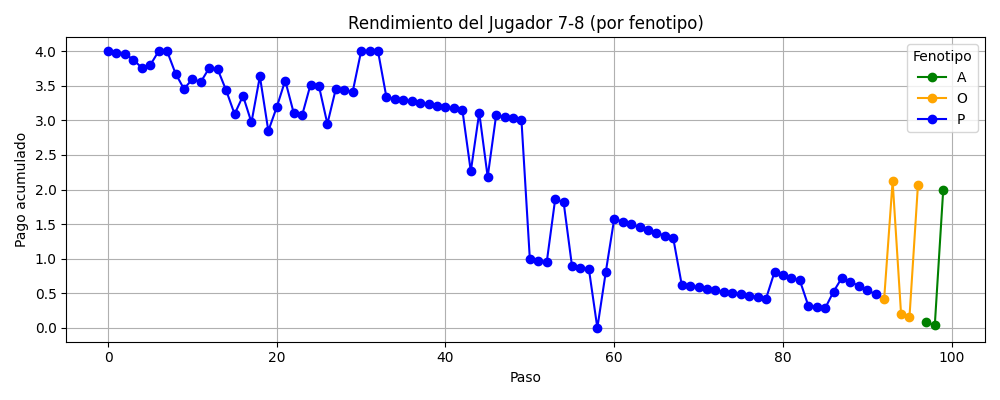 Rendimiento del Jugador 7-8 (por fenotipo)
Pago acumulado
4.0
3.5
3.0
2.5
2.0
1.5
1.0
0.5
0.0
0 20 40 60 80 100
Paso
Fenotipo
A
O
P